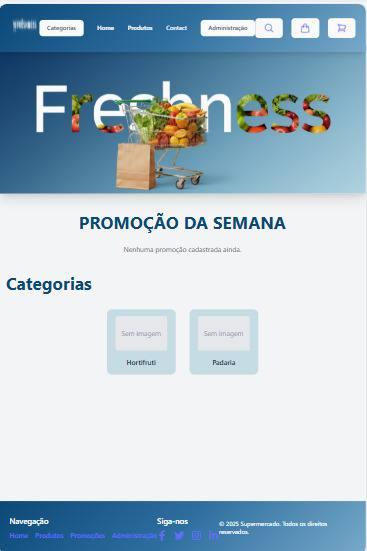 Categorias Home Produtos Contact Administração
Freshness
PROMOÇÃO DA SEMANA
Nenhuma promoção cadastrada ainda.
Categorias
Sem imagem Sem imagem
Hortifruti Padaria
Navegação Siga-nos
© 2025 Supermercado. Todos os direitos
reservados.
Home Produtos Promoções Administração